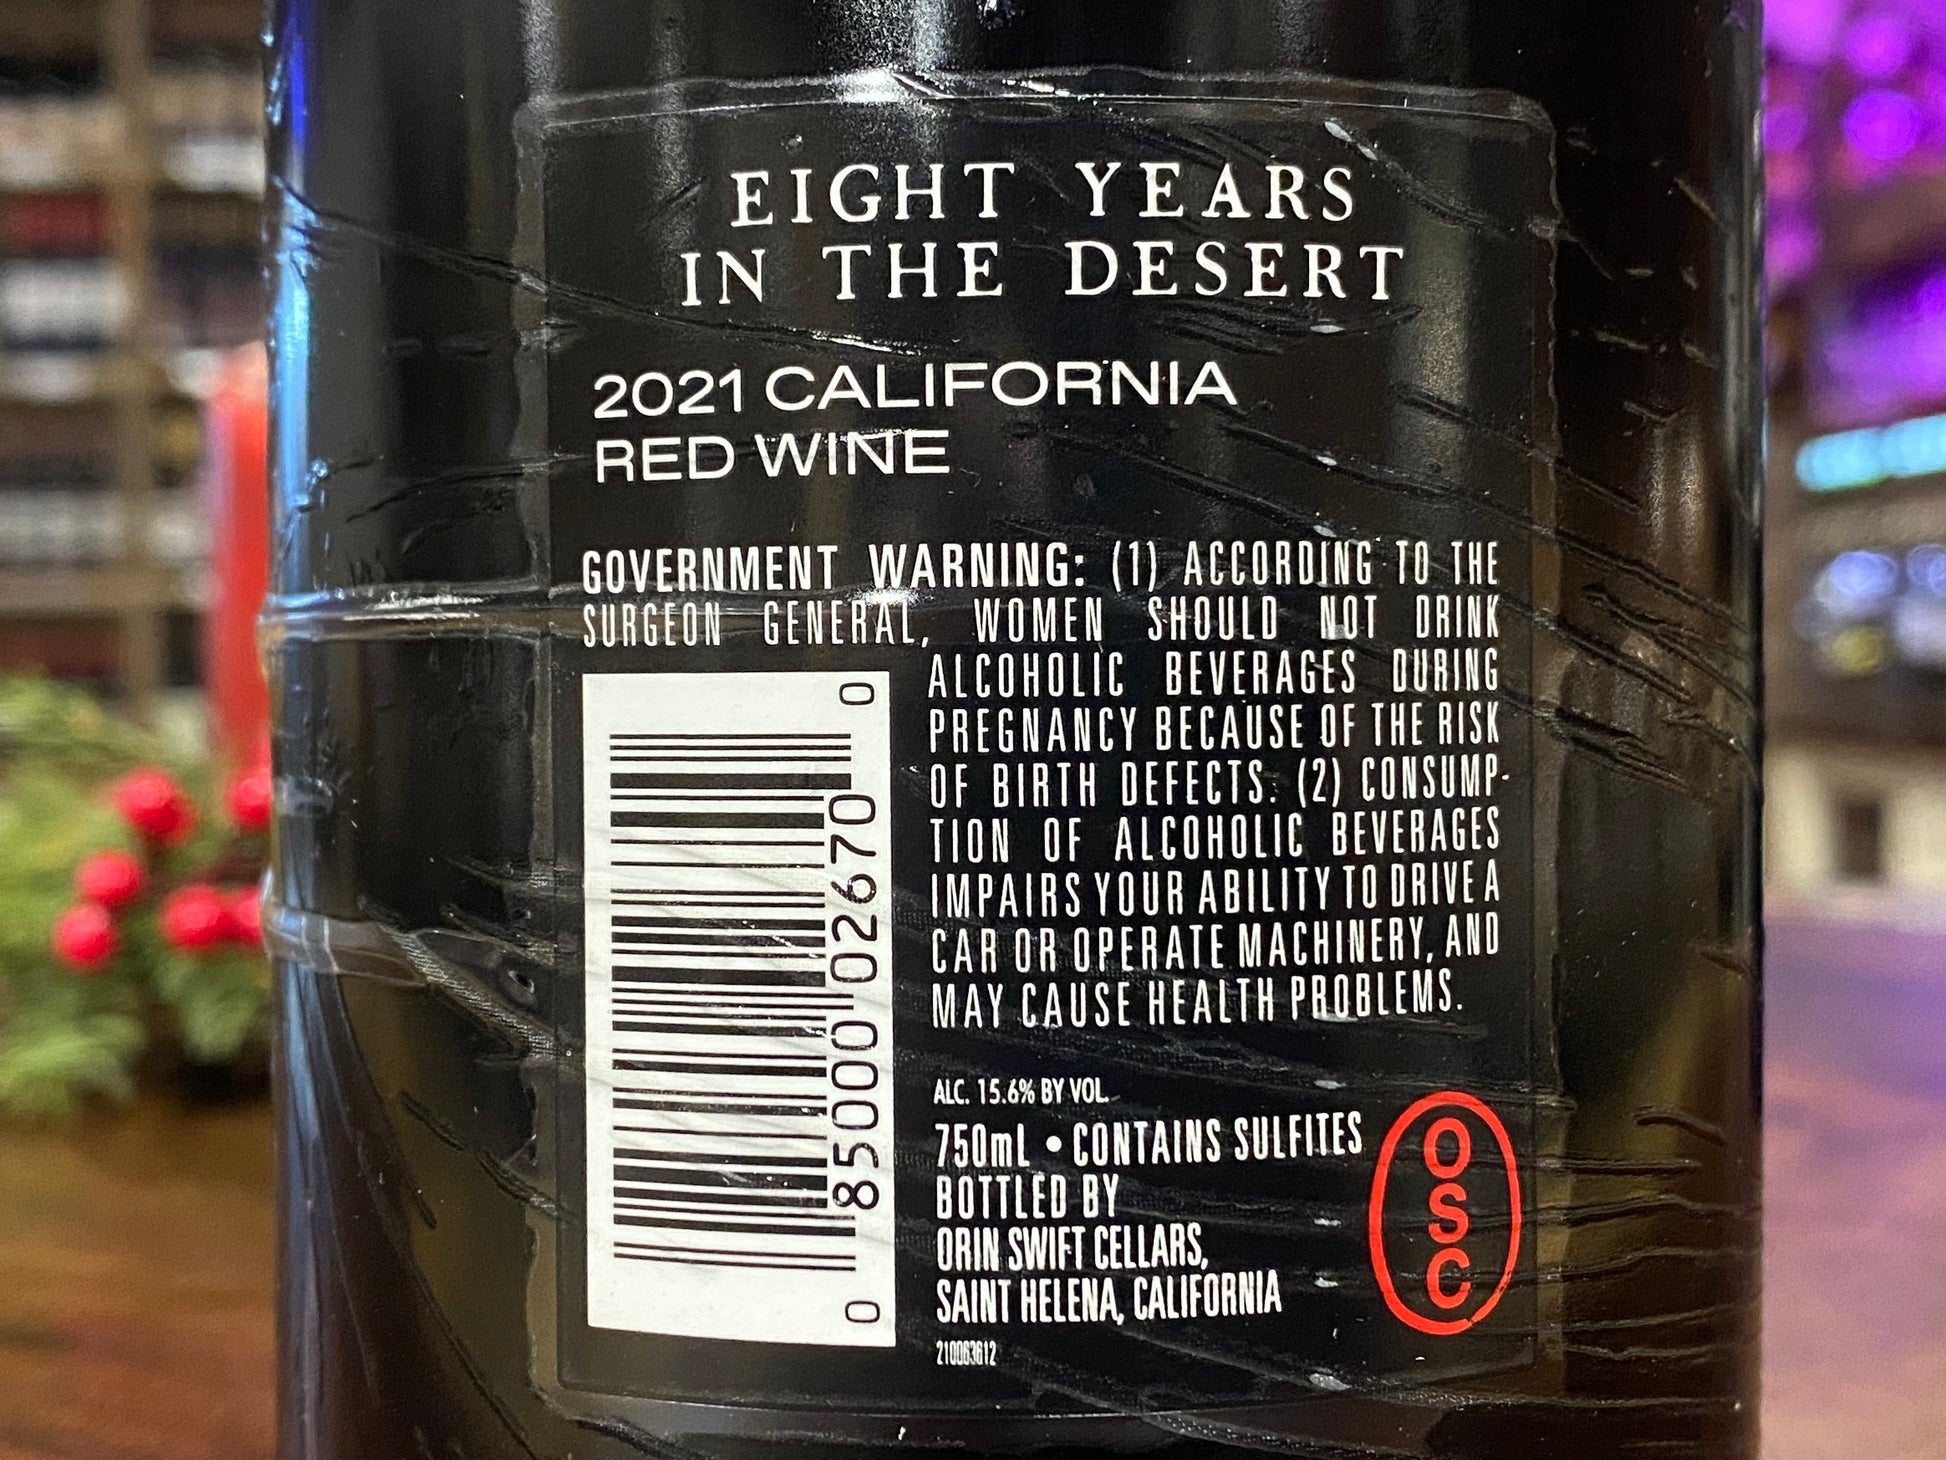 EIGHT YEARS
IN THE DESERT
2021 CALIFORNIA
RED WINE
GOVERNMENT WARNING: (1) ACCORDING TO THE
SURGEON GENERAL, WOMEN SHOULD NOT DRINK
ALCOHOLIC BEVERAGES DURING
PREGNANCY BECAUSE OF THE RISK
OF BIRTH DEFECTS. (2) CONSUMP-
TION OF ALCOHOLIC BEVERAGES
IMPAIRS YOUR ABILITY TO DRIVE A
CAR OR OPERATE MACHINERY, AND
MAY CAUSE HEALTH PROBLEMS.
0 85000 02670 0
ALC. 15.6% BY VOL.
750mL • CONTAINS SULFITES
BOTTLED BY
ORIN SWIFT CELLARS,
SAINT HELENA, CALIFORNIA
210063612
OSC